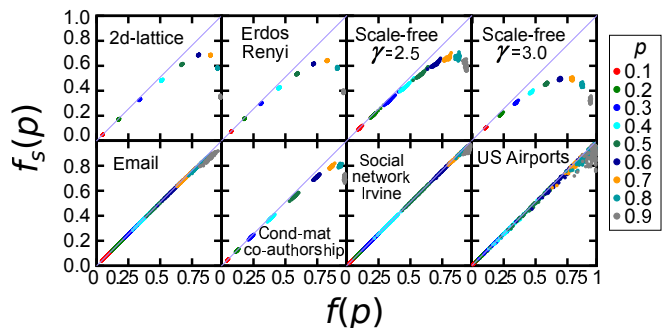 1.0
0.8
0.6
0.4
0.2
0.0
2d-lattice
Erdos
Renyi
Scale-free
γ=2.5
Scale-free
γ=3.0
p
0.1
0.2
0.3
0.4
0.5
0.6
0.7
0.8
0.9
fs(p)
0.8
0.6
0.4
0.2
0.0
Email
Cond-mat
co-authorship
Social
network
Irvine
US Airports
0 0.25 0.5 0.75 0 0.25 0.5 0.75 0 0.25 0.5 0.75 0 0.25 0.5 0.75 1
f(p)